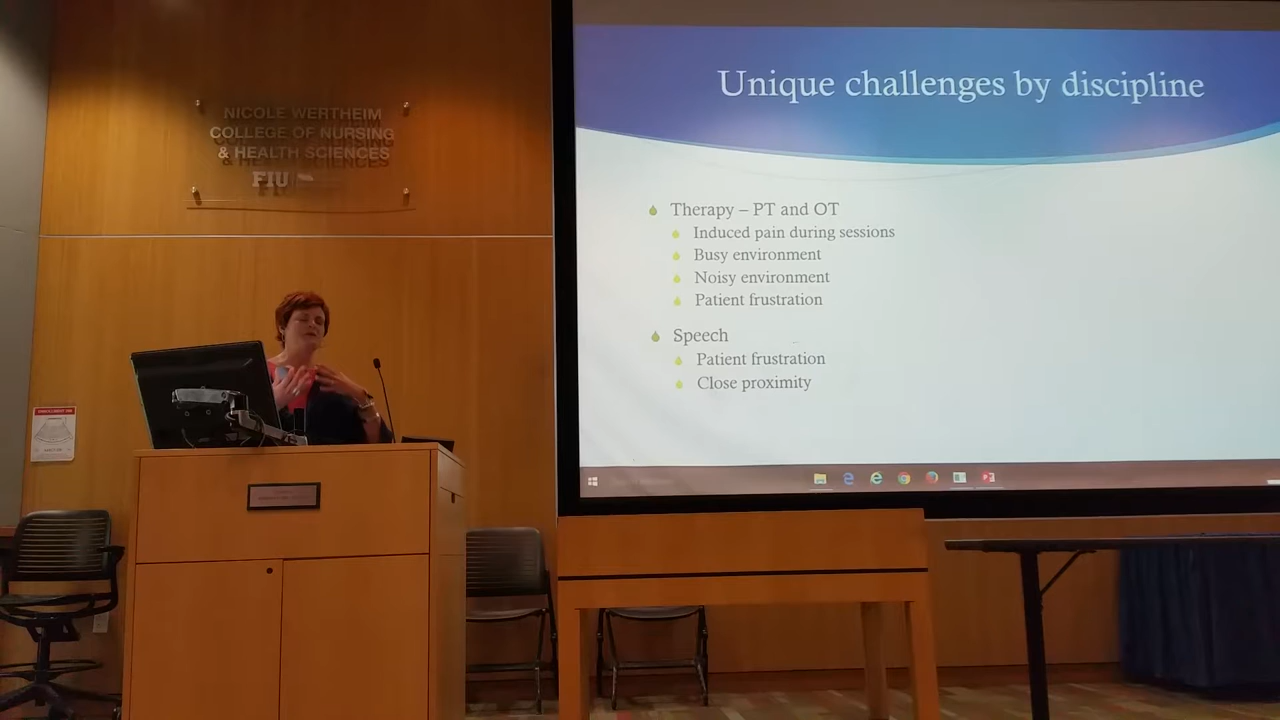 NICOLE WERTHEIM
COLLEGE OF NURSING
& HEALTH SCIENCES
FIU
Unique challenges by discipline
Therapy – PT and OT
Induced pain during sessions
Busy environment
Noisy environment
Patient frustration
Speech
Patient frustration
Close proximity